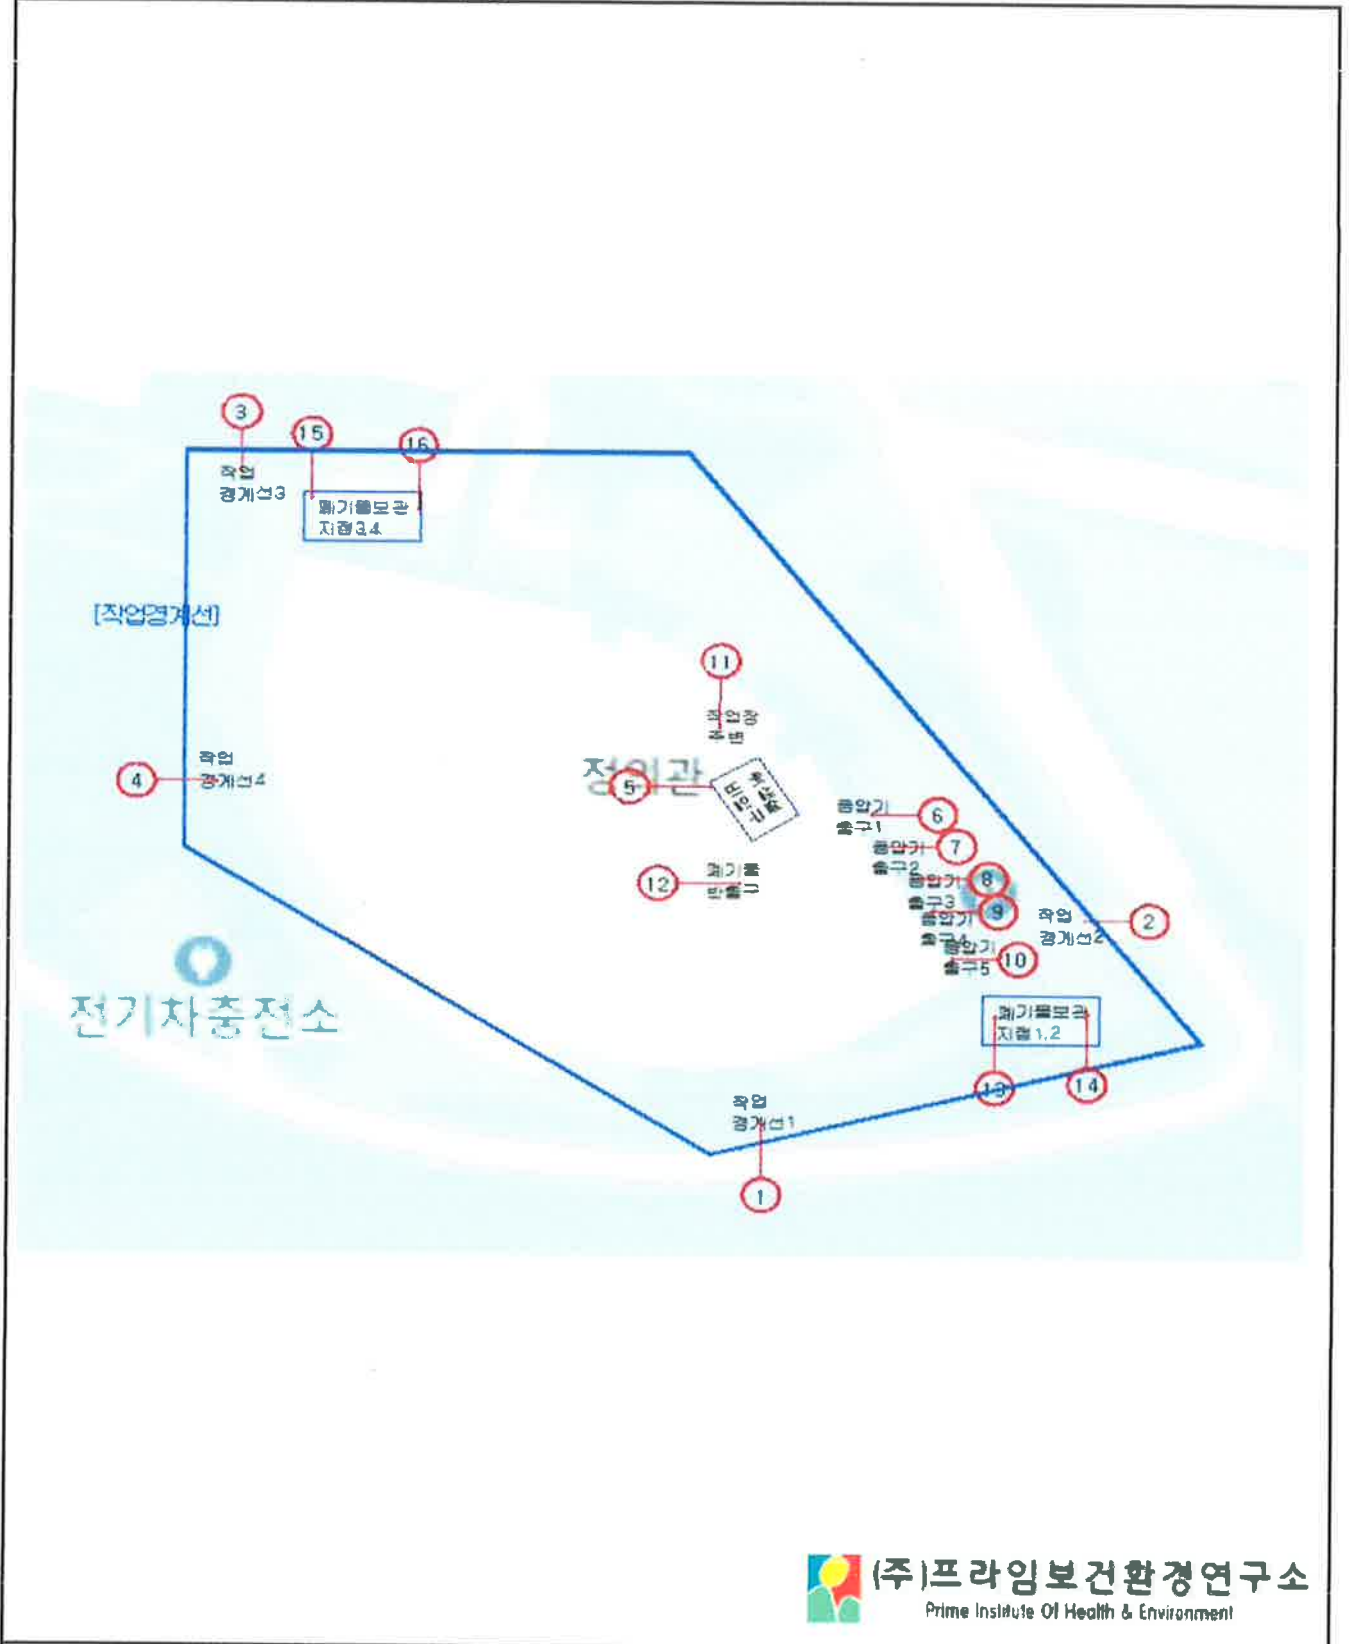 3
15
16
작업
경계선3
폐기물보관
지점3,4
[작업경계선]
11
작업장
주변
작업
경계선4
4
정의관
5
음압기
출구1
6
음압기
출구2
7
음압기
출구3
8
음압기
출구4
9
음압기
출구5
10
폐기물
반출구
12
작업
경계선2
2
전기차충전소
폐기물보관
지점1,2
13
14
작업
경계선1
1
(주)프라임보건환경연구소
Prime Institute Of Health & Environment